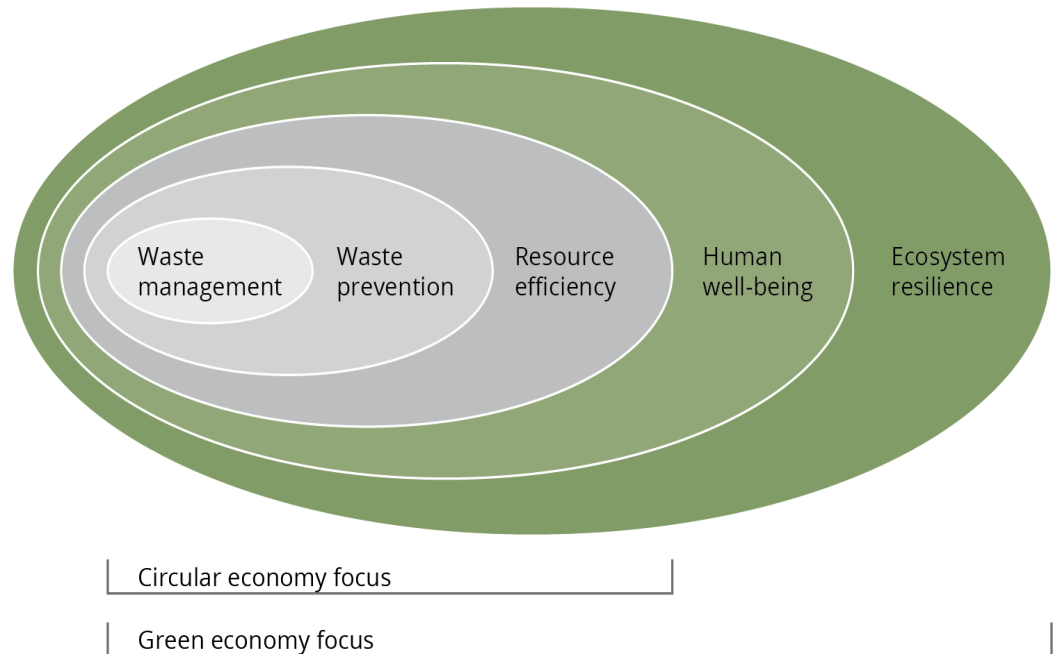 Waste
management
Waste
prevention
Resource
efficiency
Human
well-being
Ecosystem
resilience
Circular economy focus
Green economy focus